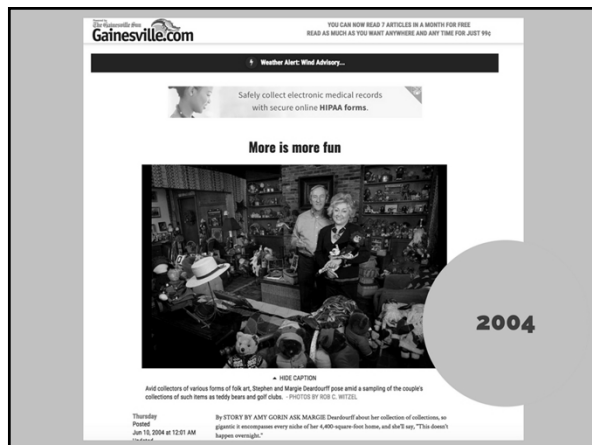 Powered by
The Gainesville Sun
Gainesville.com
YOU CAN NOW READ 7 ARTICLES IN A MONTH FOR FREE
READ AS MUCH AS YOU WANT ANYWHERE AND ANY TIME FOR JUST 99¢
Weather Alert: Wind Advisory...
Safely collect electronic medical records
with secure online HIPAA forms.
More is more fun
2004
HIDE CAPTION
Avid collectors of various forms of folk art, Stephen and Margie Deardourff pose amid a sampling of the couple's
collections of such items as teddy bears and golf clubs. - PHOTOS BY ROB C. WITZEL
Thursday
Posted
Jun 10, 2004 at 12:01 AM
By STORY BY AMY GORIN ASK MARGIE Deardourff about her collection of collections, so
gigantic it encompasses every niche of her 4,400-square-foot home, and she'll say, "This doesn't
happen overnight."